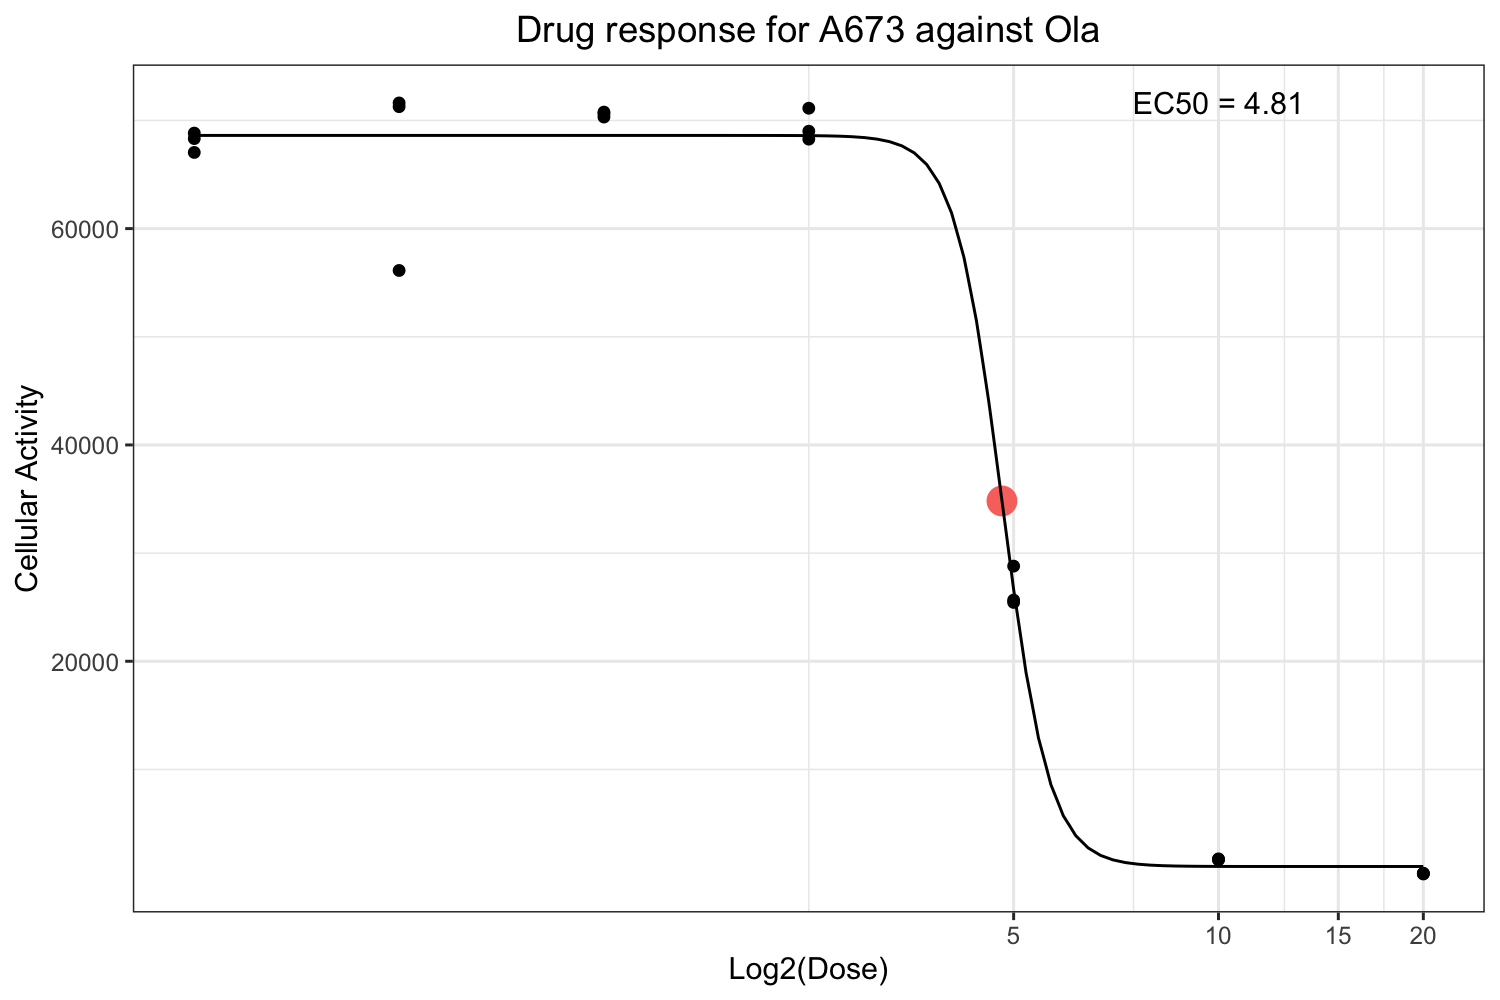 Drug response for A673 against Ola
EC50 = 4.81
Cellular Activity
60000
40000
20000
5 10 15 20
Log2(Dose)